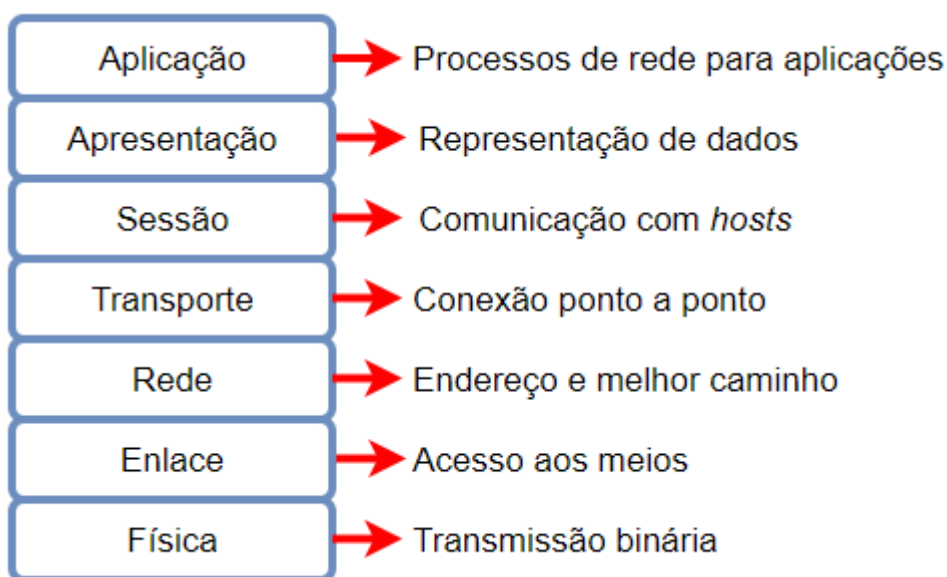 Aplicação Processos de rede para aplicações
Apresentação Representação de dados
Sessão Comunicação com hosts
Transporte Conexão ponto a ponto
Rede Endereço e melhor caminho
Enlace Acesso aos meios
Física Transmissão binária